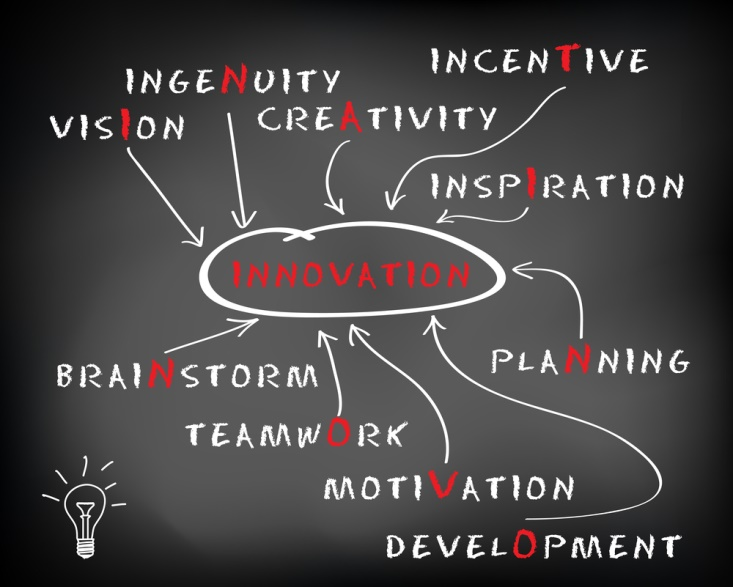 INCENTIVE
INGENUITY
CREATIVITY
VISION
INSPIRATION
INNOVATION
PLANNING
BRAINSTORM
TEAMWORK
MOTIVATION
DEVELOPMENT